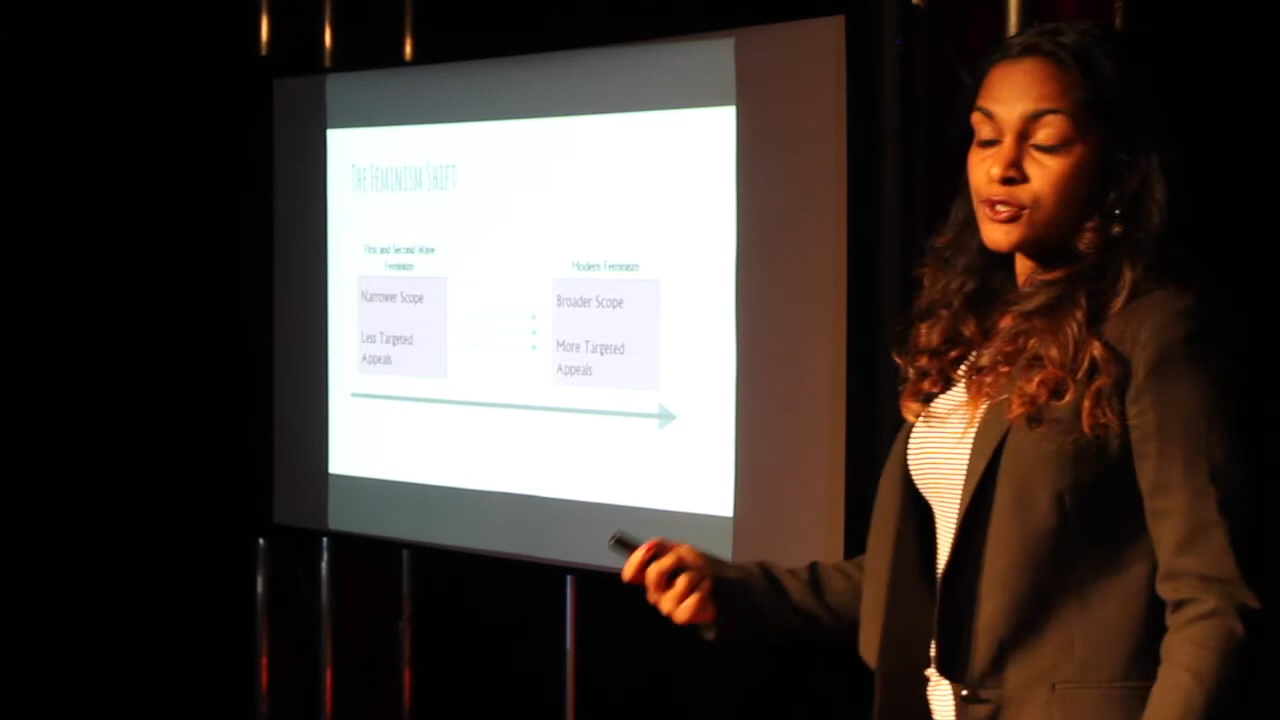 THE FEMINISM SHIFT
First and Second Wave
Feminism
Modern Feminism
Narrower Scope
Broader Scope
Less Targeted
Appeals
More Targeted
Appeals